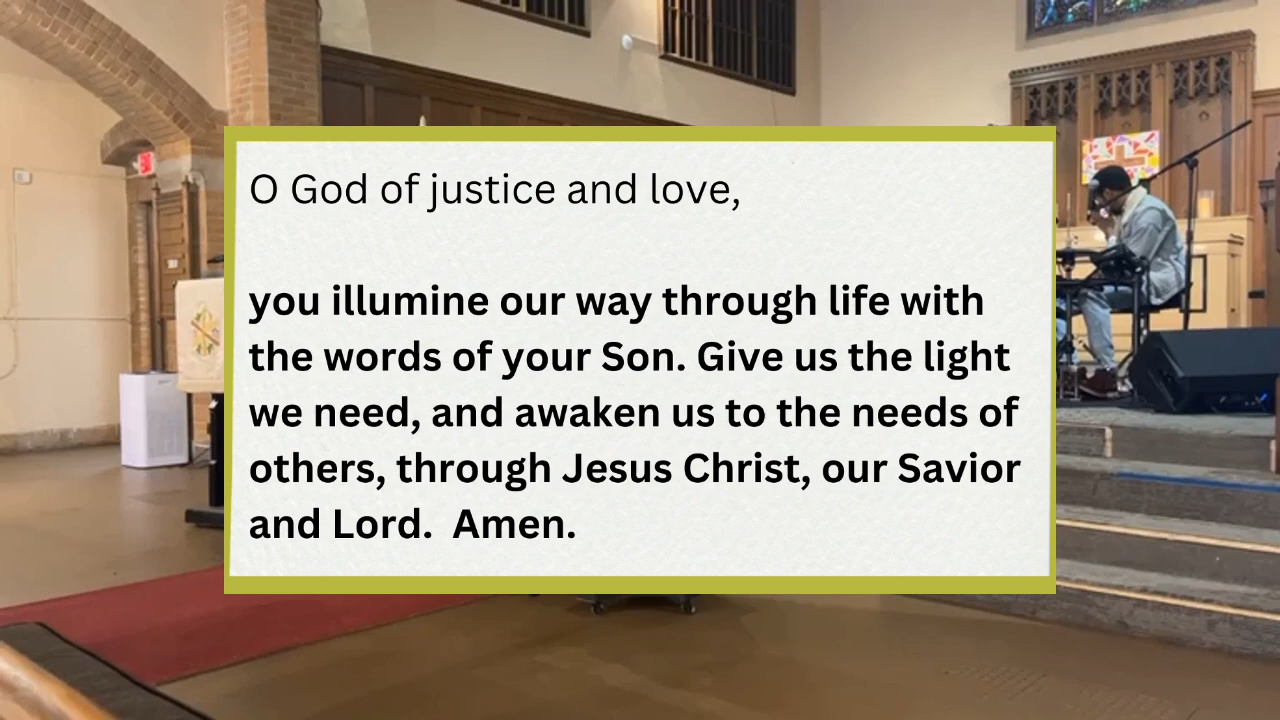 O God of justice and love,
you illumine our way through life with
the words of your Son. Give us the light
we need, and awaken us to the needs of
others, through Jesus Christ, our Savior
and Lord.  Amen.